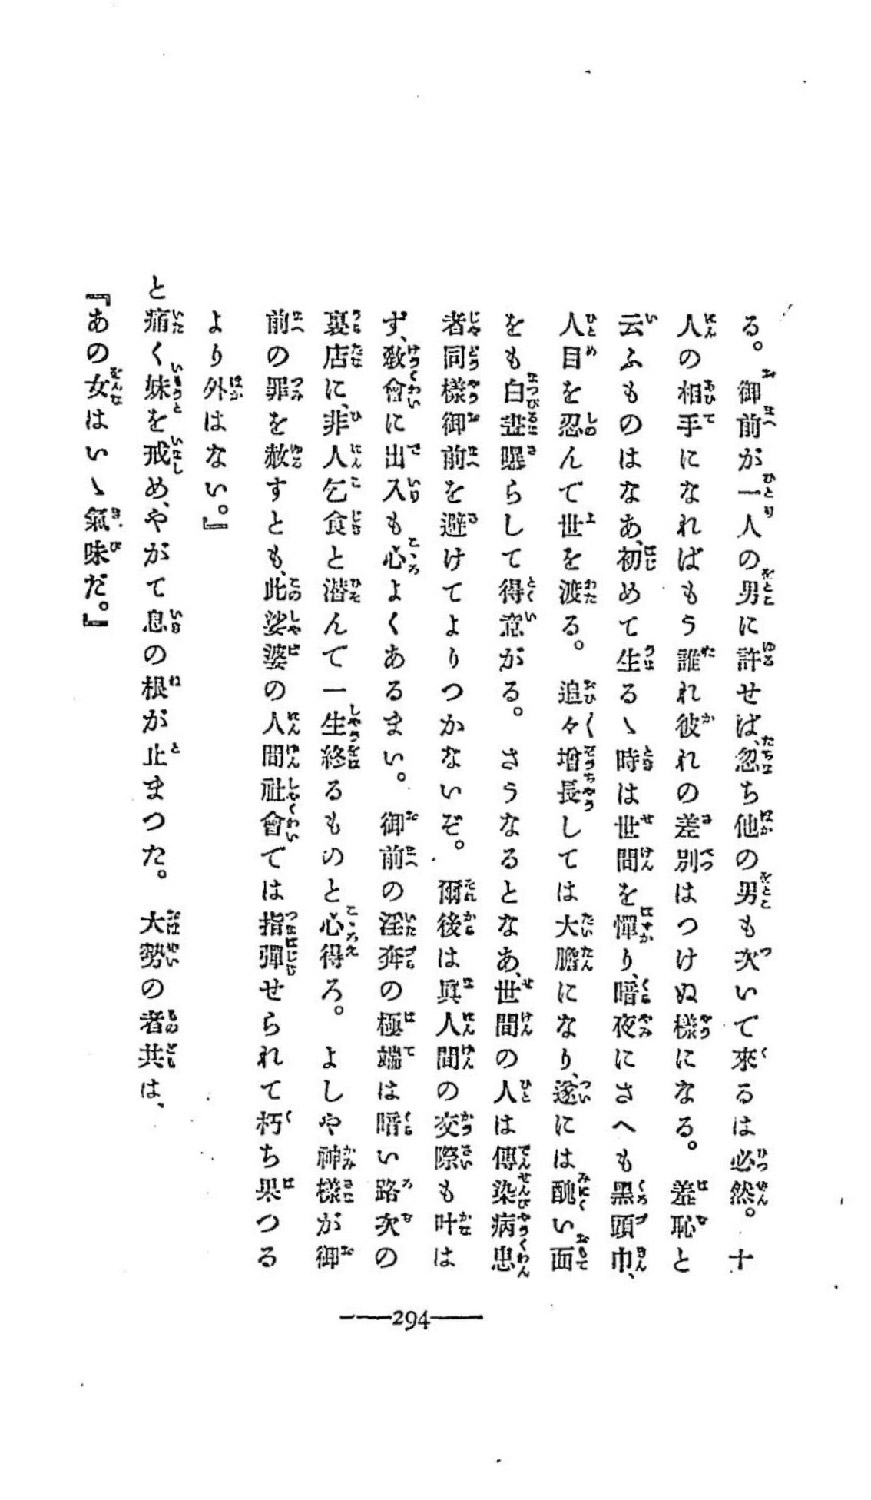 る。御前が一人の男に許せば、忽ち他の男も次いで來るは必然。十
人の相手になればもう誰れ彼れの差別はつけぬ樣になる。羞恥と
云ふものはなあ、初めて生るゝ時は世間を憚り、暗夜にさへも黑頭巾、
人目を忍んで世を渡る。追々增長しては大膽になり、遂には醜い面
をも白晝曝らして得意がる。さうなるとなあ、世間の人は傳染病患
者同樣御前を避けてよりつかないぞ。爾後は眞人間の交際も叶は
ず、敎會に出入も心よくあるまい。御前の淫奔の極端は暗い路次の
裏店に、非人乞食と潜んで一生終るものと心得ろ。よしや神樣が御
前の罪を赦すとも、此娑婆の人間社會では指彈せられて朽ち果つる
より外はない。』
と痛く妹を戒め、やがて息の根が止まつた。大勢の者共は、
『あの女はいゝ氣味だ。』
294